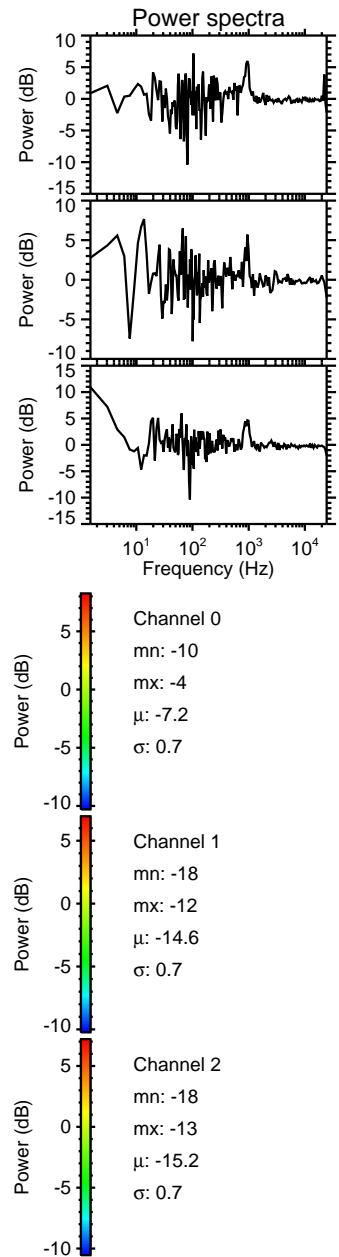 Power spectra
10
5
0
-5
-10
-15
Power (dB)
10
5
0
-5
-10
Power (dB)
15
10
5
0
-5
-10
15
Power (dB)
10¹ 10² 10³ 10⁴
Frequency (Hz)
5
0
-5
-10
Power (dB)
Channel 0
mn: -10
mx: -4
μ: -7.2
σ: 0.7
5
0
-5
-10
Power (dB)
Channel 1
mn: -18
mx: -12
μ: -14.6
σ: 0.7
5
0
-5
-10
Power (dB)
Channel 2
mn: -18
mx: -13
μ: -15.2
σ: 0.7